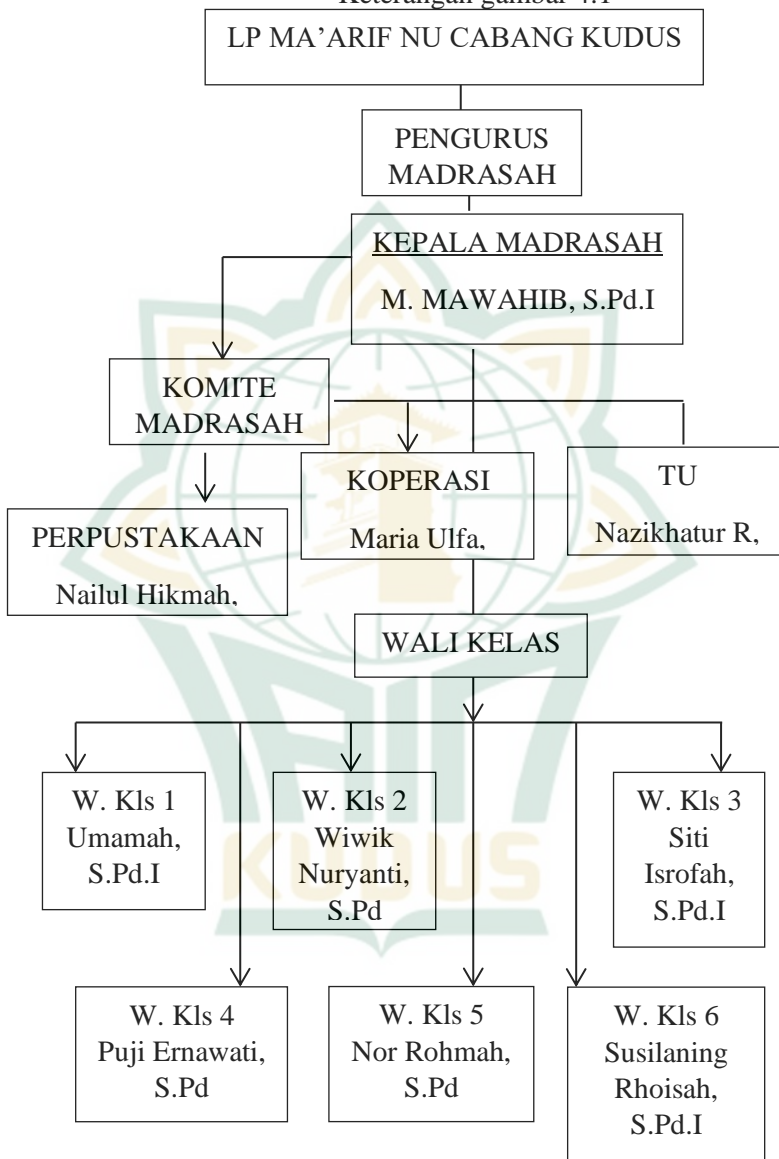 Keterangan gambar 4.1
LP MA’ARIF NU CABANG KUDUS
PENGURUS
MADRASAH
KEPALA MADRASAH
M. MAWAHIB, S.Pd.I
KOMITE
MADRASAH
KOPERASI
Maria Ulfa,
TU
Nazikhatur R,
PERPUSTAKAAN
Nailul Hikmah,
WALI KELAS
W. Kls 1
Umamah,
S.Pd.I
W. Kls 2
Wiwik
Nuryanti,
S.Pd
W. Kls 3
Siti
Isrofah,
S.Pd.I
W. Kls 4
Puji Ernawati,
S.Pd
W. Kls 5
Nor Rohmah,
S.Pd
W. Kls 6
Susilaning
Rhoisah,
S.Pd.I
IAIN
KUDUS